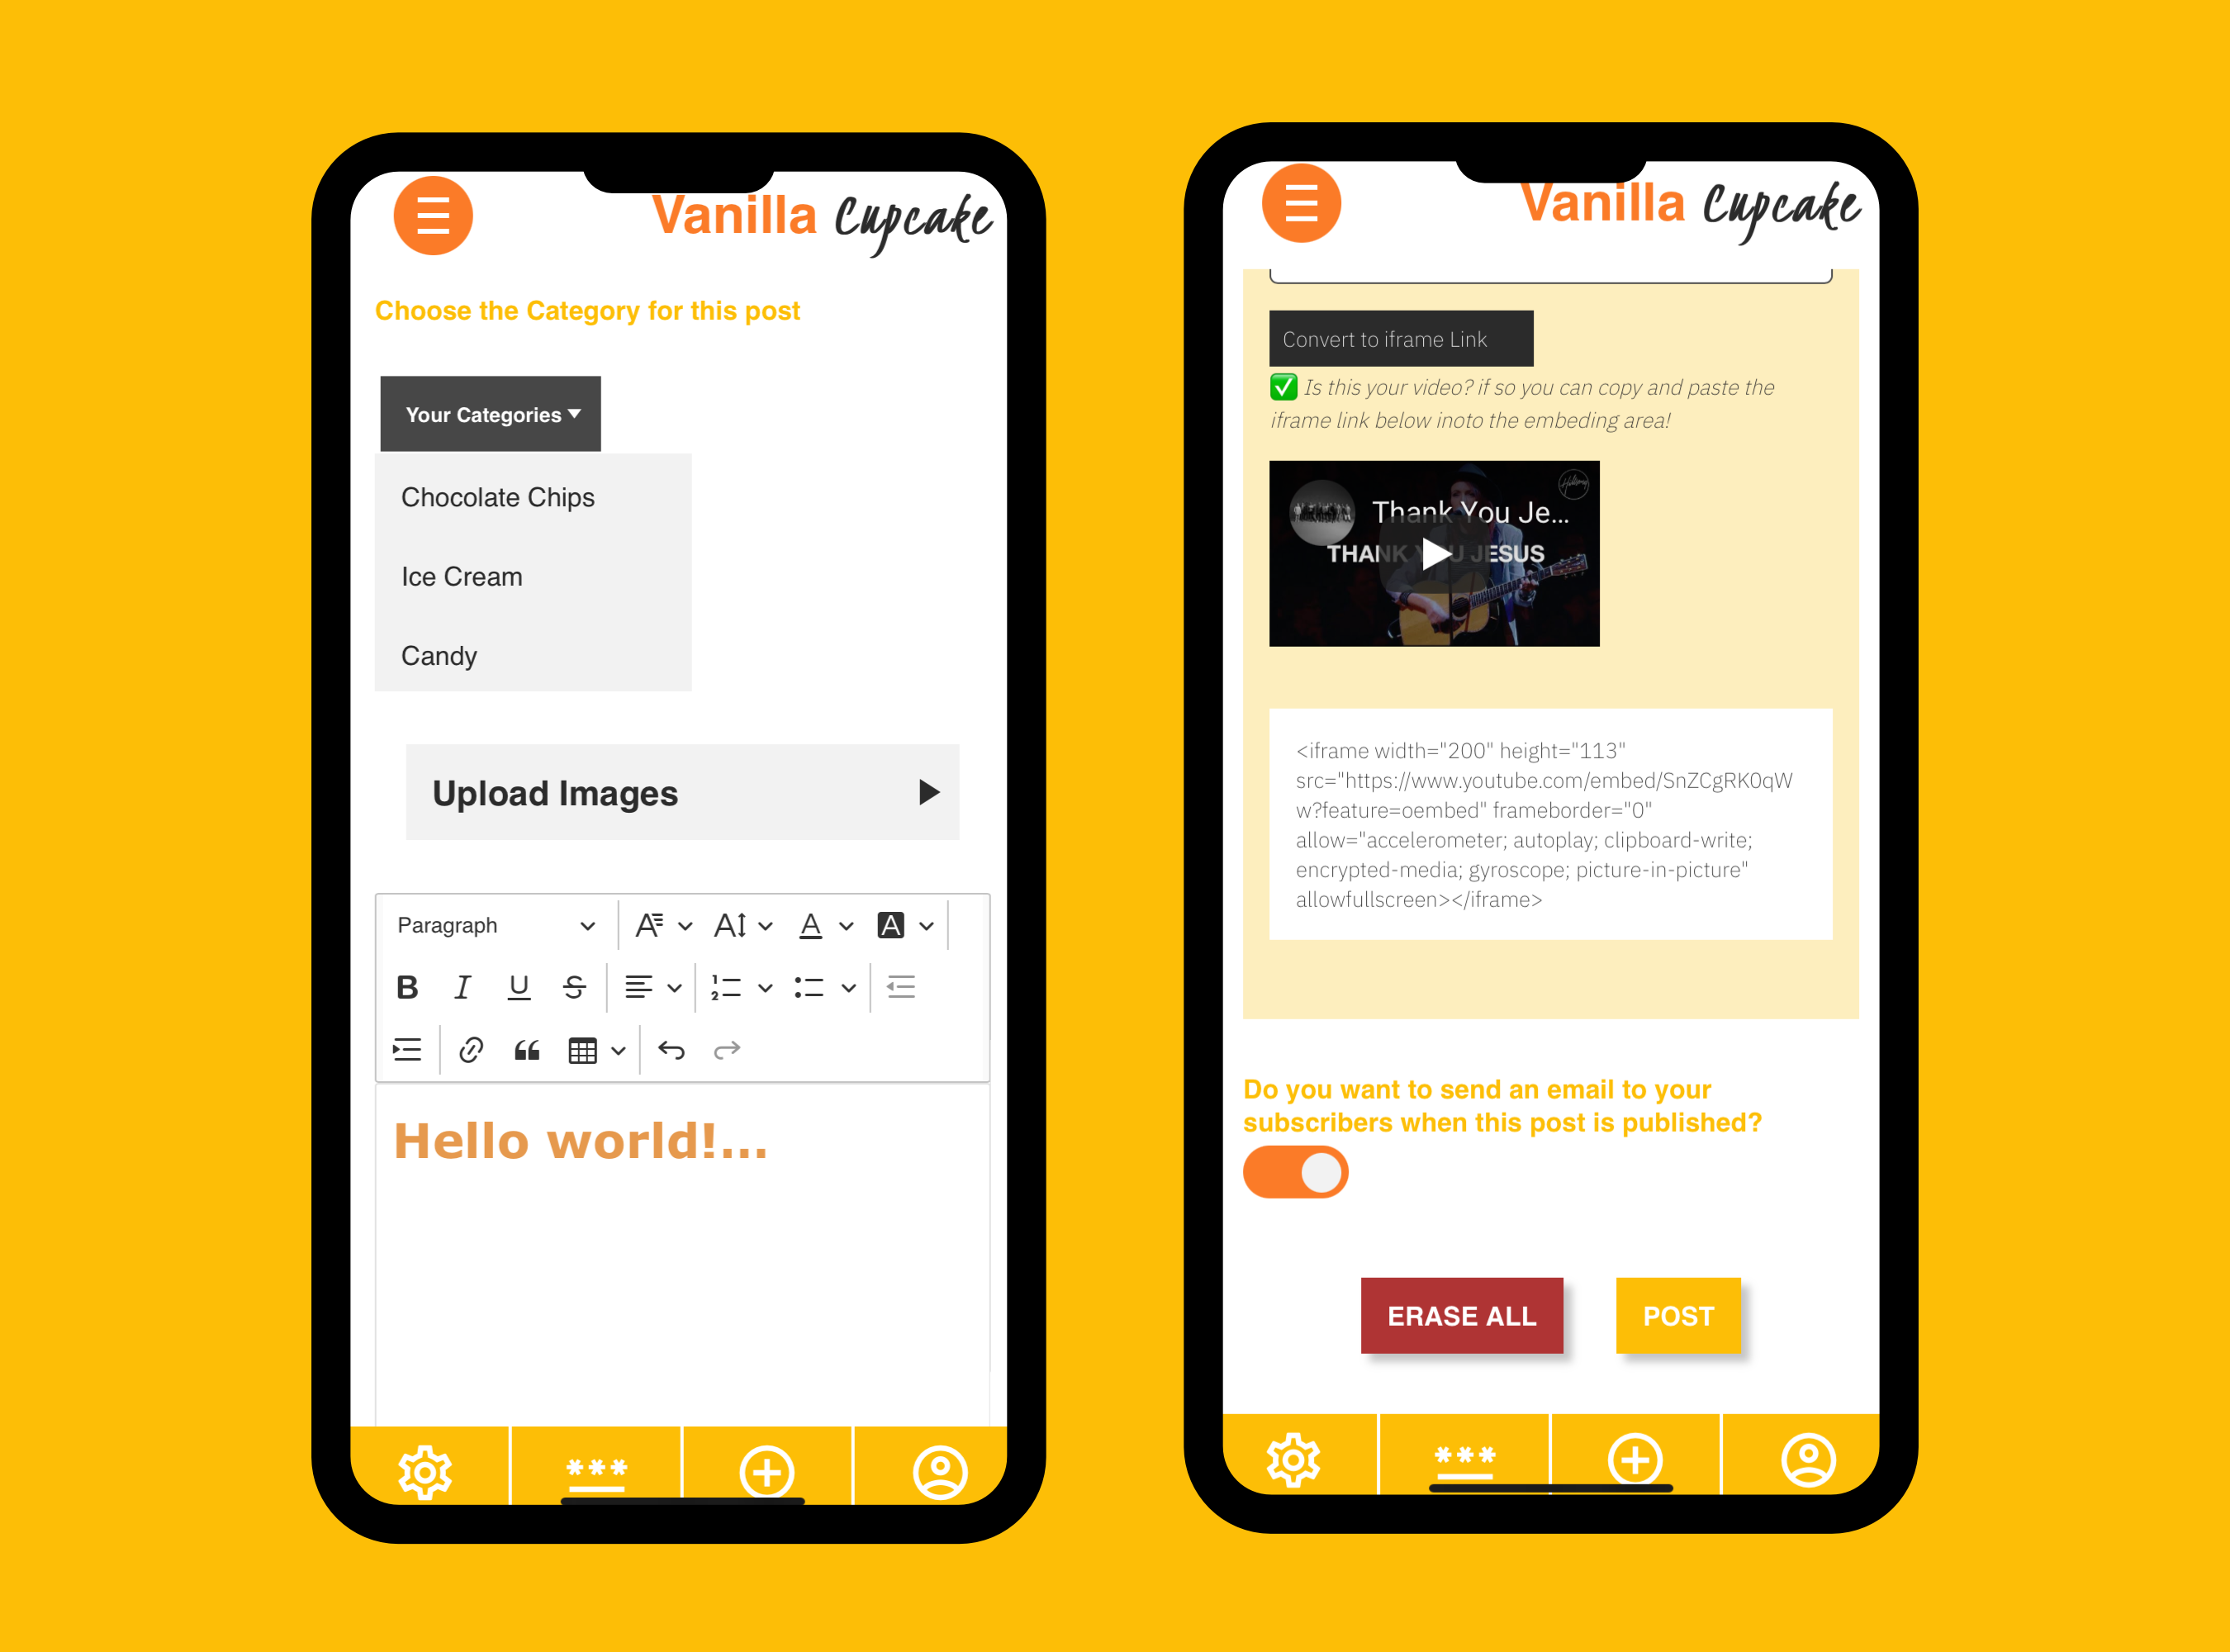 Vanilla Cupcake
Choose the Category for this post
Your Categories
Chocolate Chips
Ice Cream
Candy
Upload Images
Paragraph
Hello world!...
Vanilla Cupcake
Convert to iframe Link
✅ Is this your video? if so you can copy and paste the
iframe link below inoto the embeding area!
Thank You Je...
THANK YOU JESUS
<iframe width="200" height="113"
src="https://www.youtube.com/embed/SnZCgRK0qW
w?feature=oembed" frameborder="0"
allow="accelerometer; autoplay; clipboard-write;
encrypted-media; gyroscope; picture-in-picture"
allowfullscreen></iframe>
Do you want to send an email to your
subscribers when this post is published?
ERASE ALL
POST